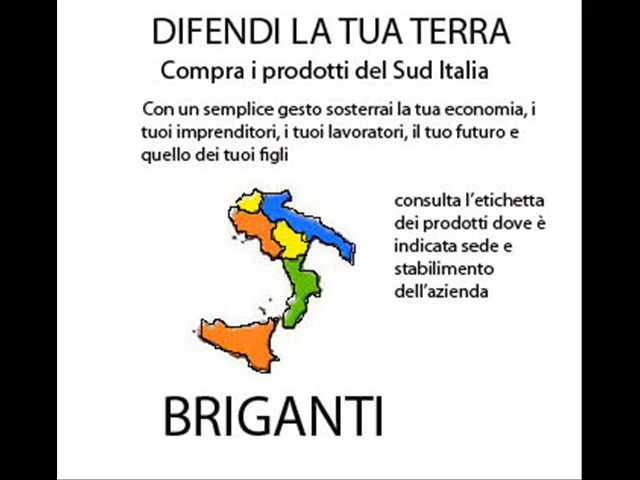 DIFENDI LA TUA TERRA
Compra i prodotti del Sud Italia
Con un semplice gesto sosterrai la tua economia, i
tuoi imprenditori, i tuoi lavoratori, il tuo futuro e
quello dei tuoi figli
consulta l'etichetta
dei prodotti dove è
indicata sede e
stabilimento
dell'azienda
BRIGANTI